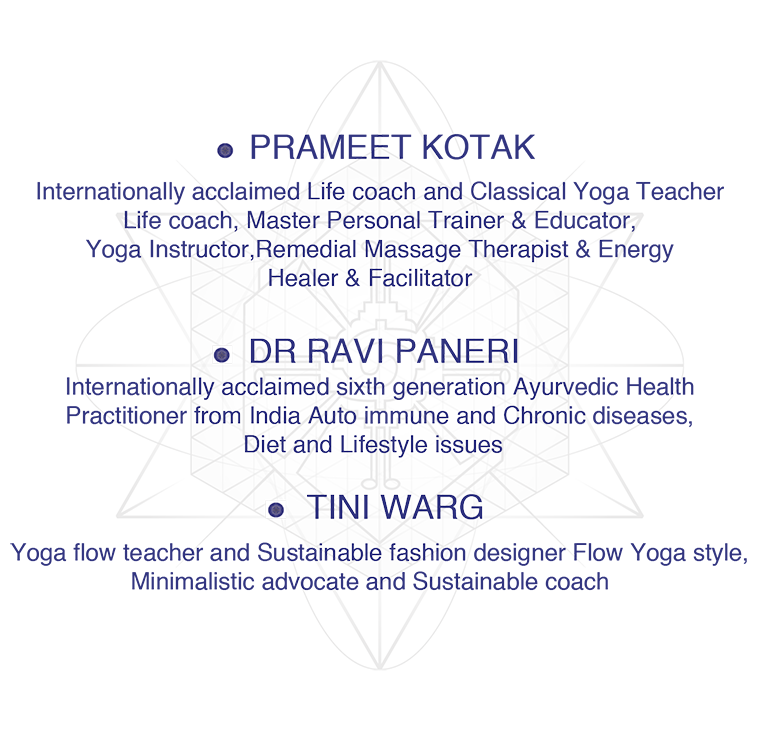 • PRAMEET KOTAK
Internationally acclaimed Life coach and Classical Yoga Teacher
Life coach, Master Personal Trainer & Educator,
Yoga Instructor,Remedial Massage Therapist & Energy
Healer & Facilitator
• DR RAVI PANERI
Internationally acclaimed sixth generation Ayurvedic Health
Practitioner from India Auto immune and Chronic diseases,
Diet and Lifestyle issues
• TINI WARG
Yoga flow teacher and Sustainable fashion designer Flow Yoga style,
Minimalistic advocate and Sustainable coach